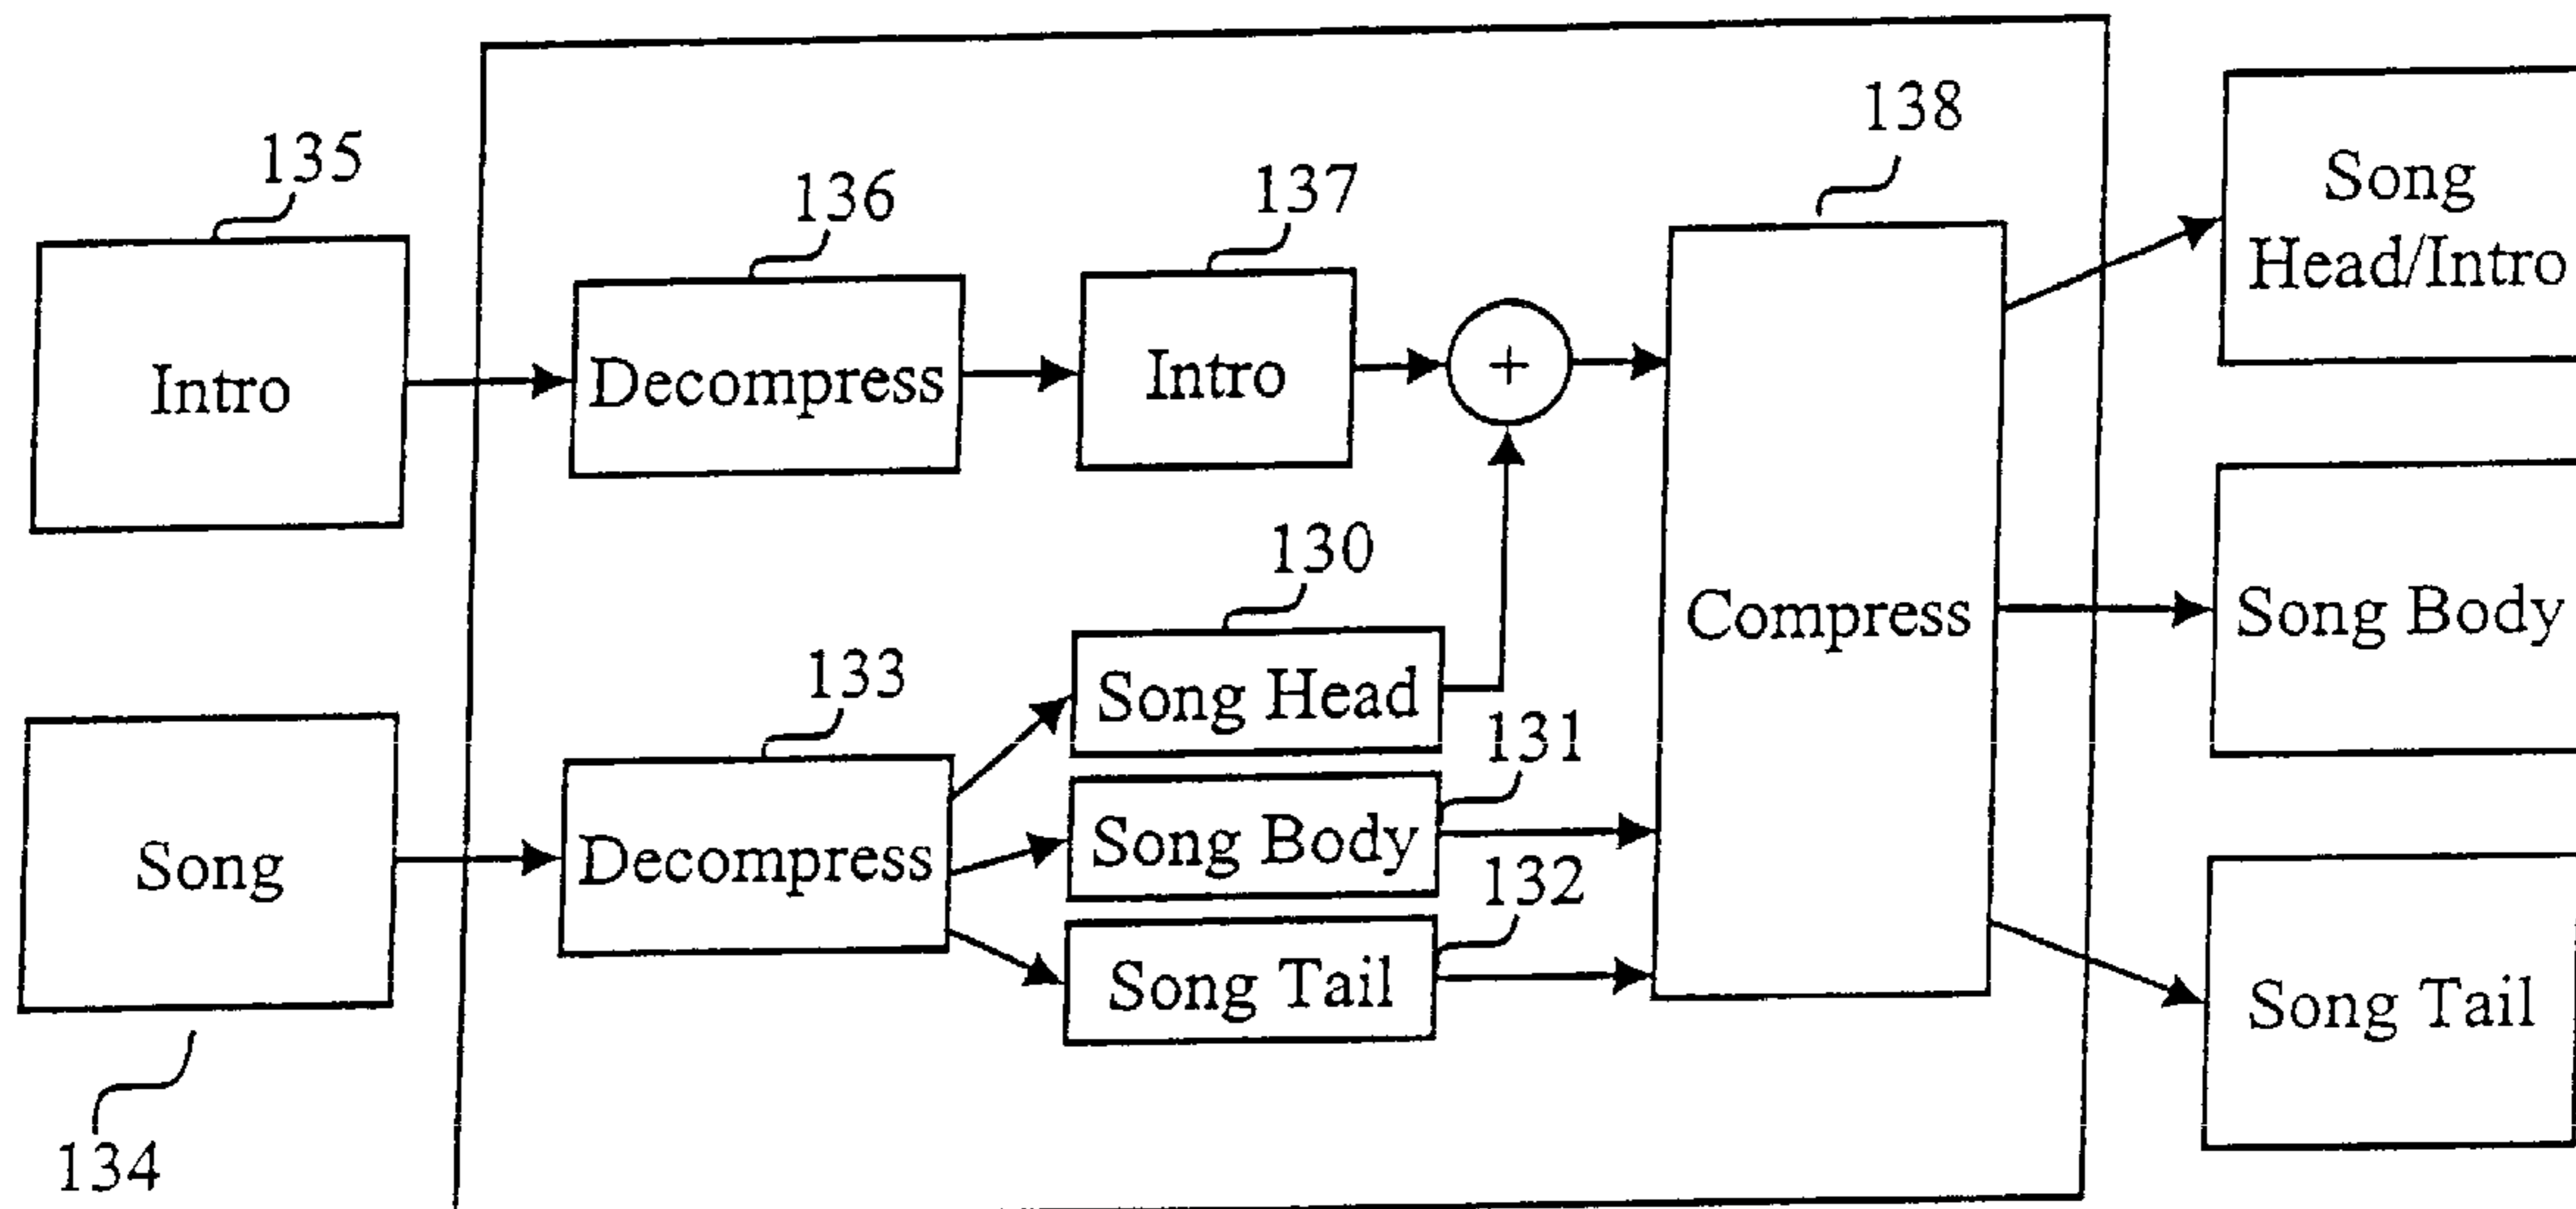 135
Intro
136
Decompress
137
Intro
+
138
Compress
Song
Head/Intro
130
Song Head
131
Song Body
132
Song Tail
133
Decompress
Song
134
Song Body
Song Tail